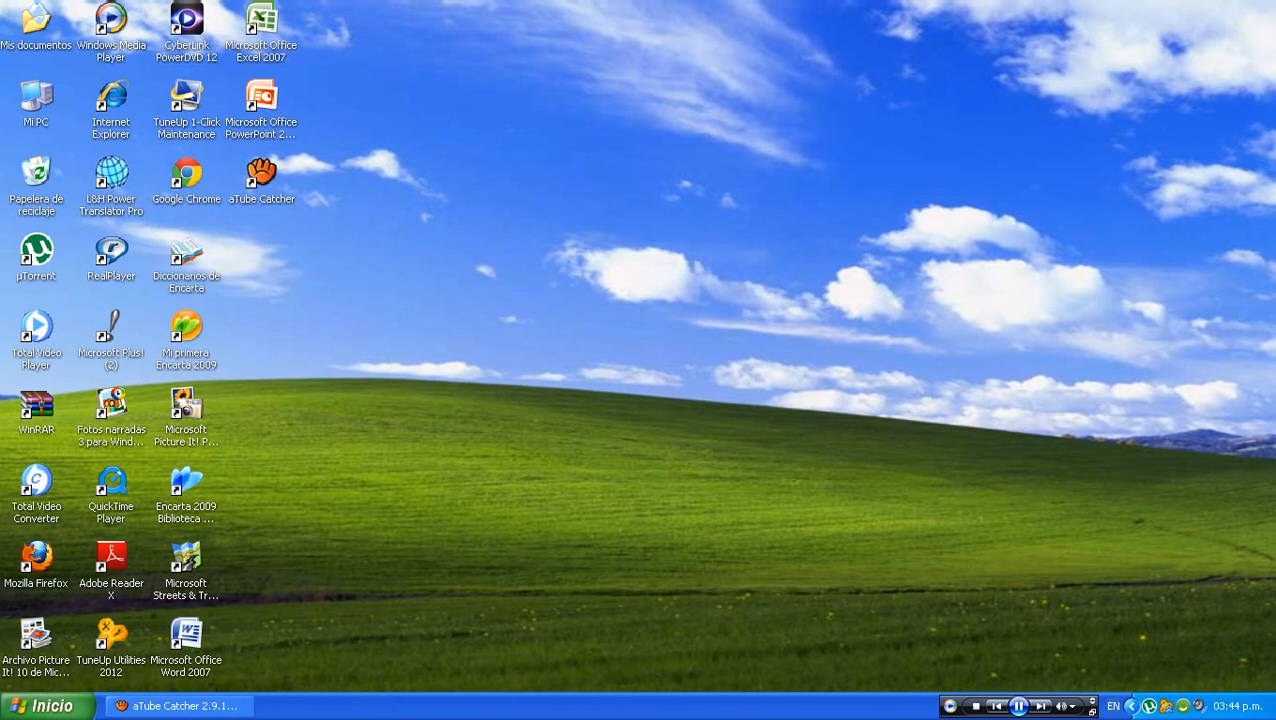 Mis documentos
Windows Media
Player
CyberLink
PowerDVD 12
Microsoft Office
Excel 2007
Mi PC
Internet
Explorer
TuneUp 1-Click
Maintenance
Microsoft Office
PowerPoint 2...
Papelera de
reciclaje
L&H Power
Translator Pro
Google Chrome
aTube Catcher
µTorrent
RealPlayer
Diccionarios de
Encarta
Total Video
Player
Microsoft Plus!
(2)
Mi primera
Encarta 2009
WinRAR
Fotos narradas
3 para Wind...
Microsoft
Picture It! P...
Total Video
Converter
QuickTime
Player
Encarta 2009
Biblioteca ...
Mozilla Firefox
Adobe Reader
X
Microsoft
Streets & Tr...
Archivo Picture
It! 10 de Mic...
TuneUp Utilities
2012
Microsoft Office
Word 2007
Inicio
aTube Catcher 2.9.1...
EN
03:44 p.m.